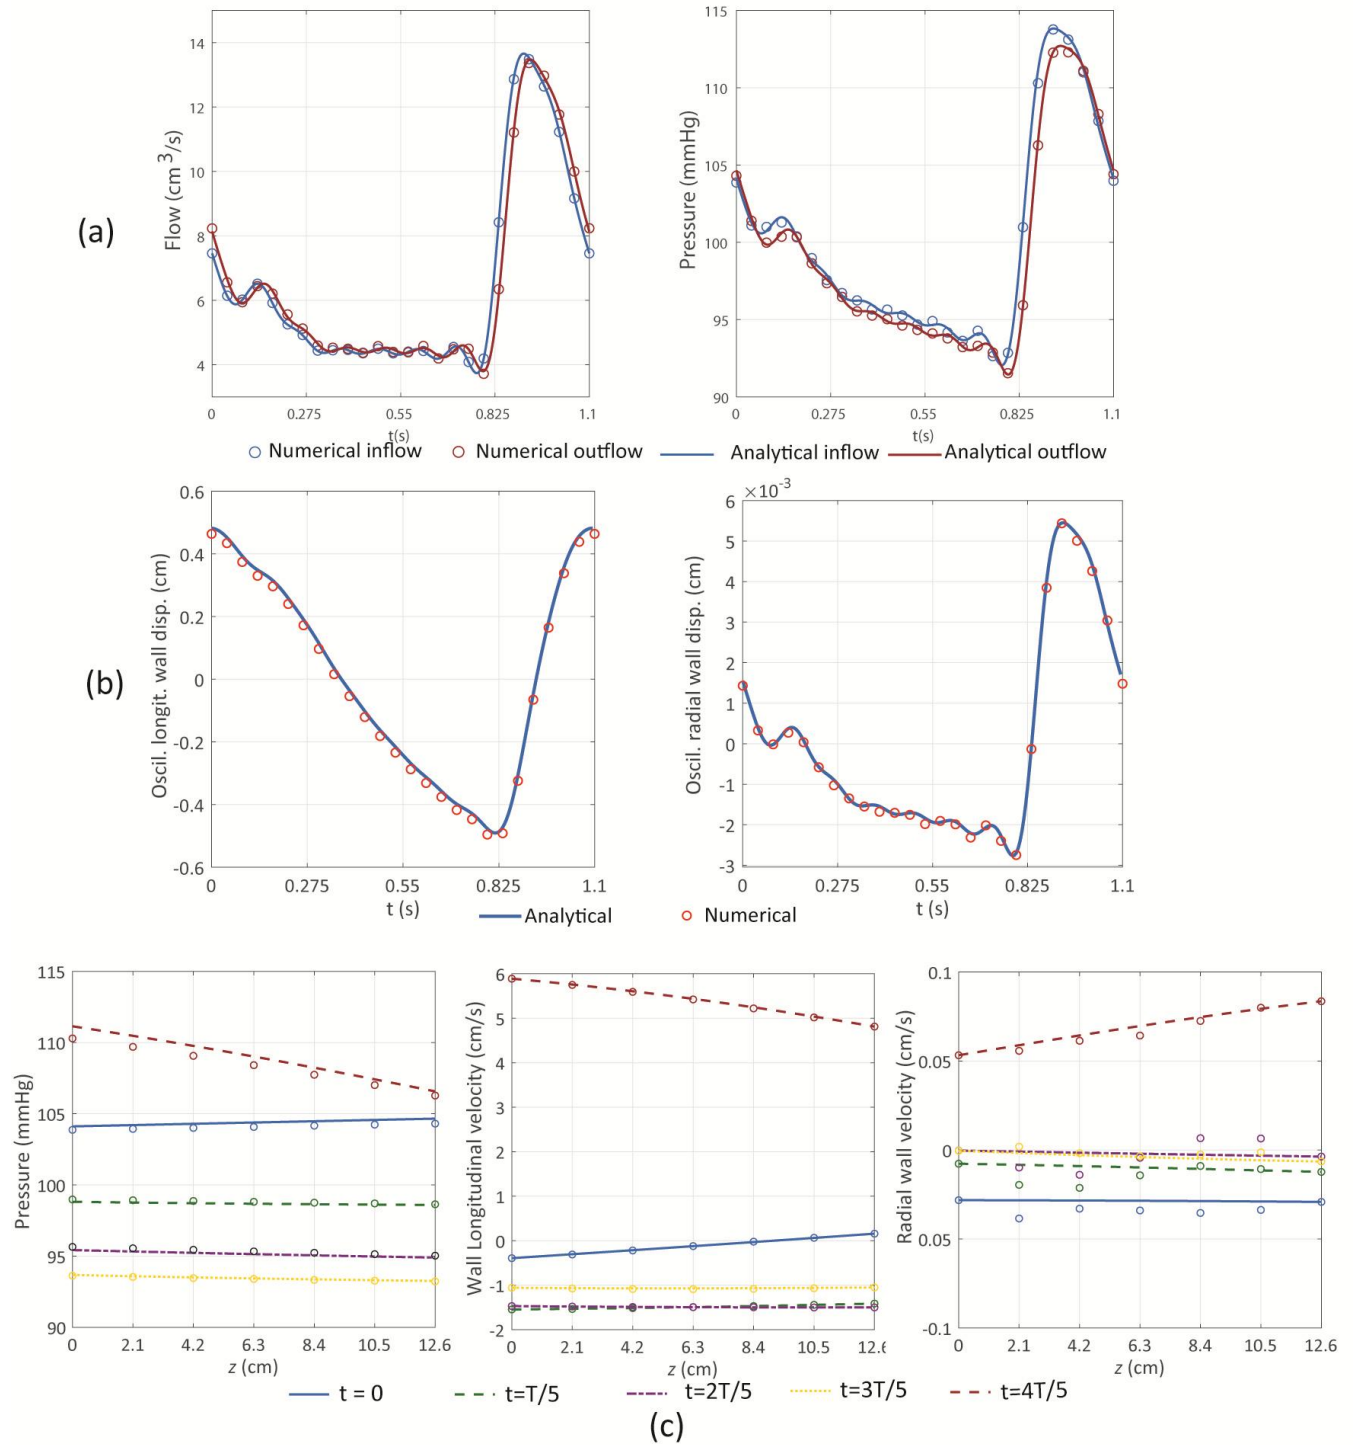 (a)
Flow (cm³/s)
14
12
10
8
6
4
0 0.275 0.55 0.825 1.1
t(s)
Pressure (mmHg)
115
110
105
100
95
90
0 0.275 0.55 0.825 1.1
t(s)
Numerical inflow Numerical outflow Analytical inflow Analytical outflow
(b)
Oscil. longit. wall disp. (cm)
0.6
0.4
0.2
0
-0.2
-0.4
-0.6
0 0.275 0.55 0.825 1.1
t (s)
Oscil. radial wall disp. (cm)
×10⁻³
6
5
4
3
2
1
0
-1
-2
-3
0 0.275 0.55 0.825 1.1
t (s)
Analytical Numerical
Pressure (mmHg)
115
110
105
100
95
90
0 2.1 4.2 6.3 8.4 10.5 12.6
z (cm)
Wall Longitudinal velocity (cm/s)
6
5
4
3
2
1
0
-1
-2
0 2.1 4.2 6.3 8.4 10.5 12.6
z (cm)
Radial wall velocity (cm/s)
0.1
0.05
0
0.05
-0.1
0 2.1 4.2 6.3 8.4 10.5 12.6
z (cm)
t = 0 t=T/5 t=2T/5 t=3T/5 t=4T/5
(c)